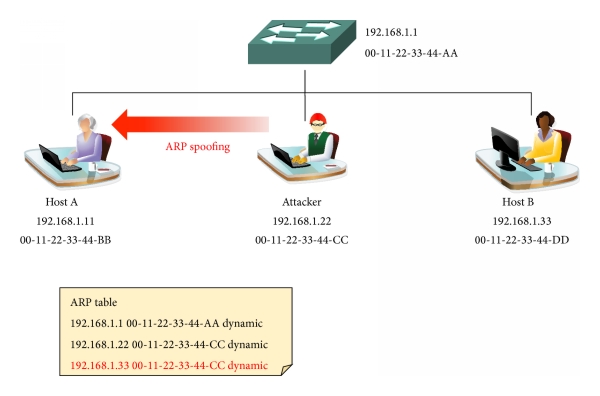 192.168.1.1
00-11-22-33-44-AA
ARP spoofing
Host A
192.168.1.11
00-11-22-33-44-BB
Attacker
192.168.1.22
00-11-22-33-44-CC
Host B
192.168.1.33
00-11-22-33-44-DD
ARP table
192.168.1.1 00-11-22-33-44-AA dynamic
192.168.1.22 00-11-22-33-44-CC dynamic
192.168.1.33 00-11-22-33-44-CC dynamic